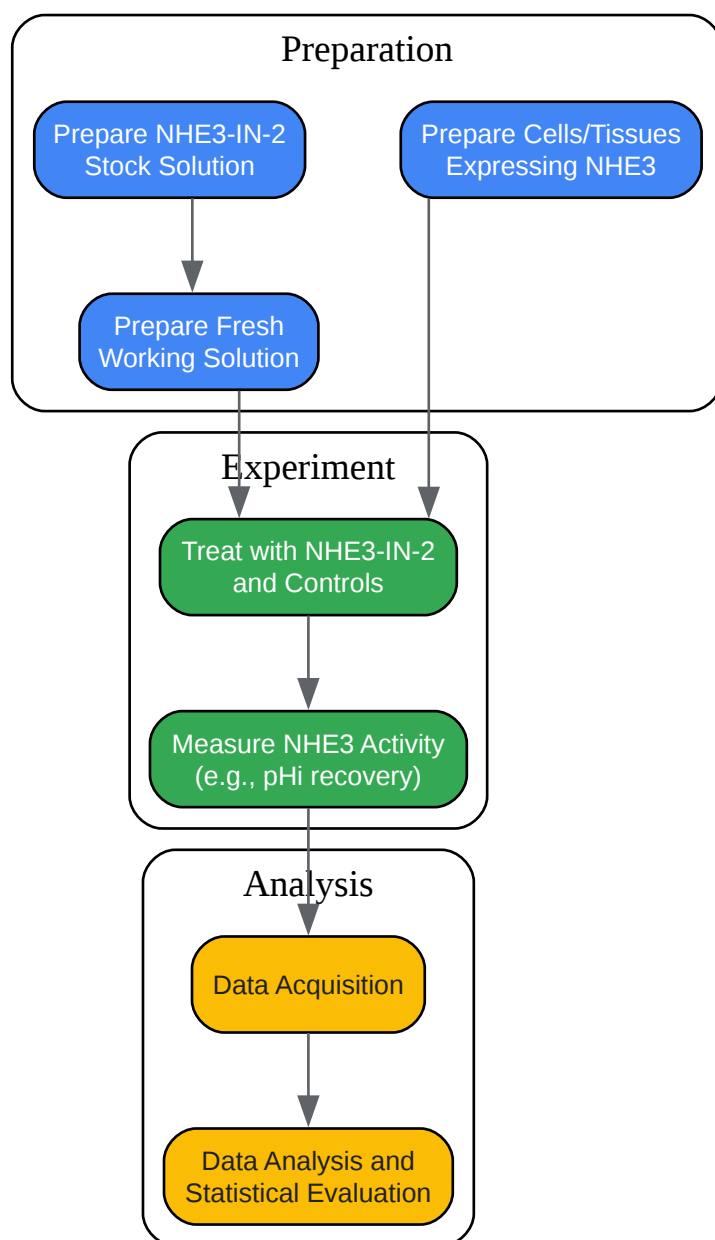 Preparation
Prepare NHE3-IN-2
Stock Solution
Prepare Cells/Tissues
Expressing NHE3
Prepare Fresh
Working Solution
Experiment
Treat with NHE3-IN-2
and Controls
Measure NHE3 Activity
(e.g., pHi recovery)
Analysis
Data Acquisition
Data Analysis and
Statistical Evaluation